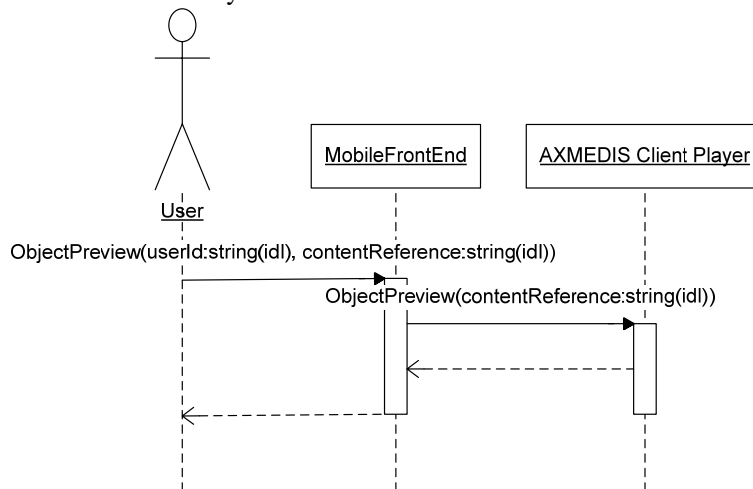 MobileFrontEnd
AXMEDIS Client Player
User
ObjectPreview(userId:string(idl), contentReference:string(idl))
ObjectPreview(contentReference:string(idl))